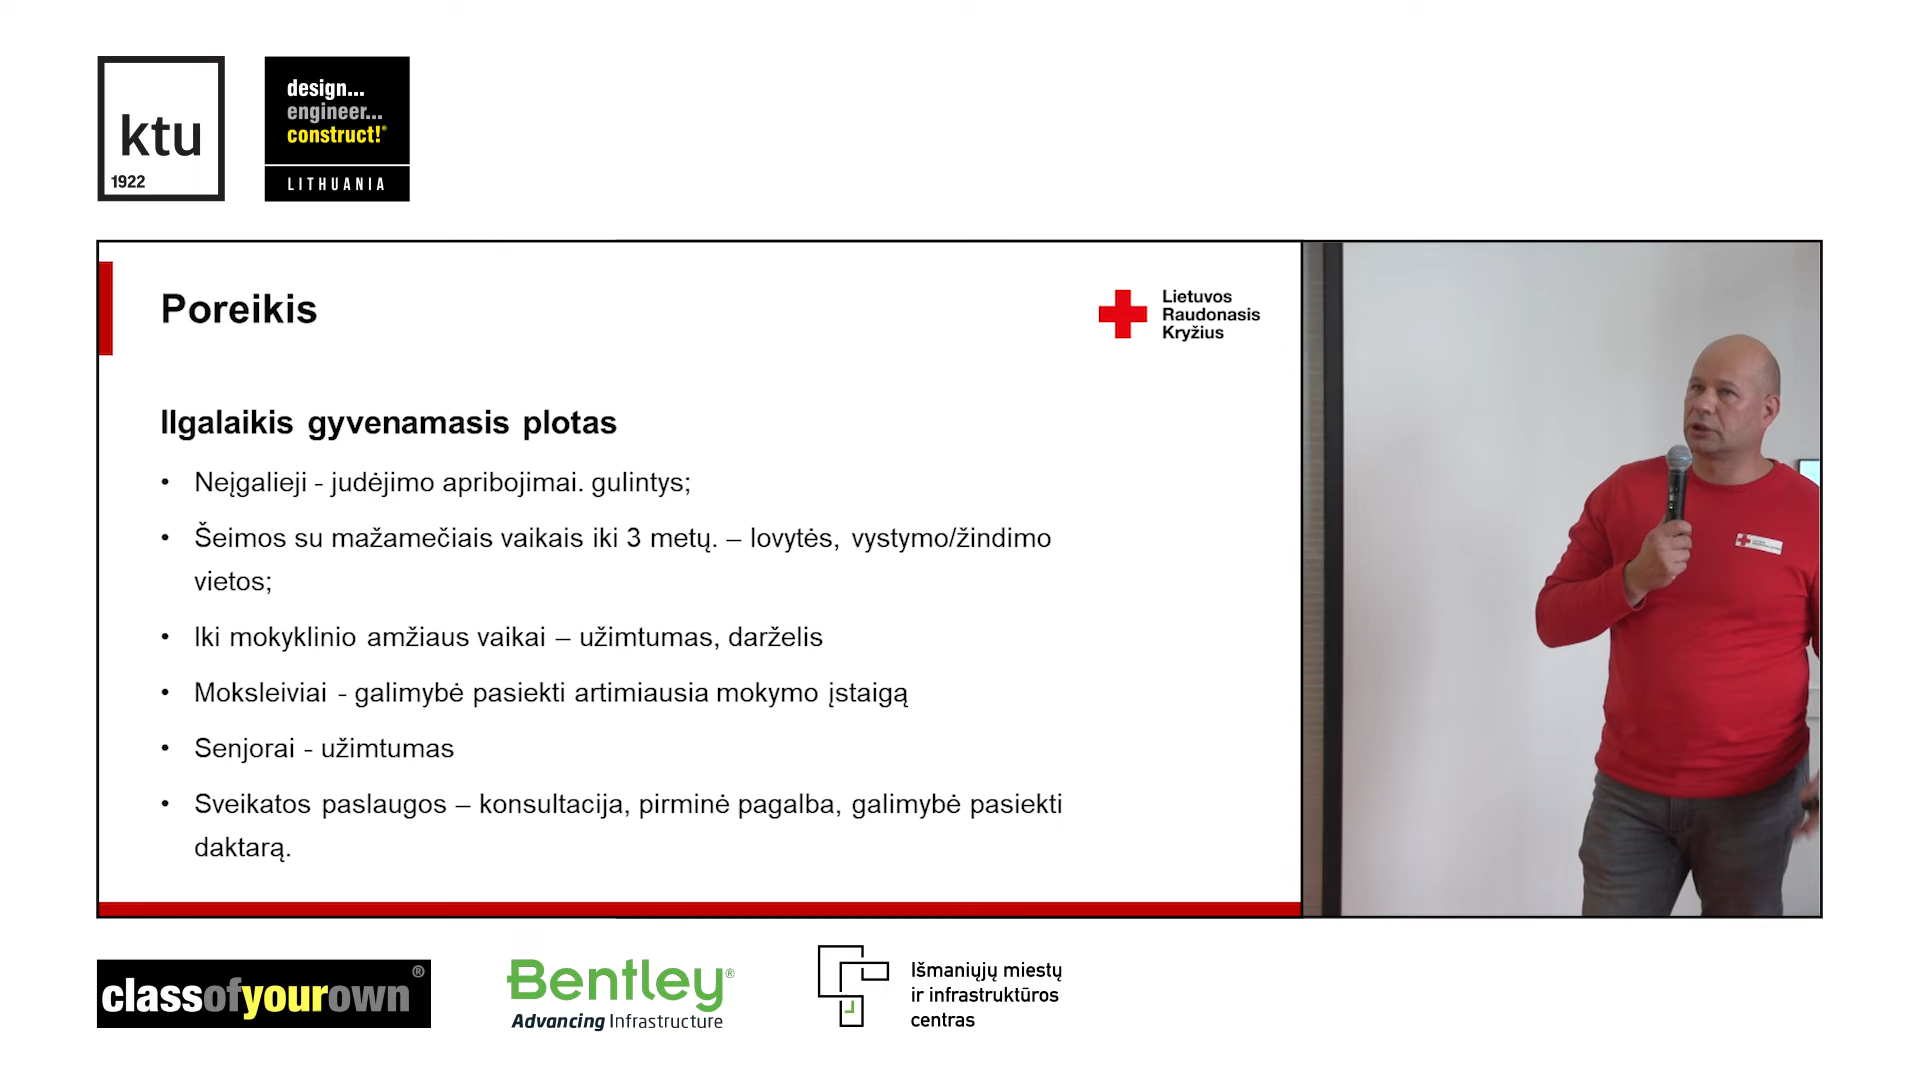 ktu
1922
design...
engineer...
construct!®
LITHUANIA
Poreikis
Lietuvos
Raudonasis
Kryžius
Ilgalaikis gyvenamasis plotas
• Neįgalieji - judėjimo apribojimai. gulintys;
• Šeimos su mažamečiais vaikais iki 3 metų. – lovytės, vystymo/žindimo
vietos;
• Iki mokyklinio amžiaus vaikai – užimtumas, darželis
• Moksleiviai - galimybė pasiekti artimiausia mokymo įstaigą
• Senjorai - užimtumas
• Sveikatos paslaugos – konsultacija, pirminė pagalba, galimybė pasiekti
daktarą.
classofyourown®
Bentley®
Advancing Infrastructure
Išmaniųjų miestų
ir infrastruktūros
centras